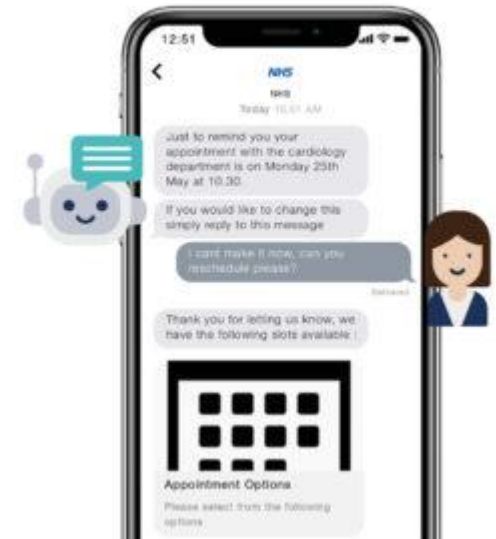 12:51
NHS
NHS
Today 10:51 AM
Just to remind you your
appointment with the cardiology
department is on Monday 25th
May at 10.30.
If you would like to change this
simply reply to this message
I cant make it now, can you
reschedule please?
Delivered
Thank you for letting us know, we
have the following slots available
Appointment Options
Please select from the following
options